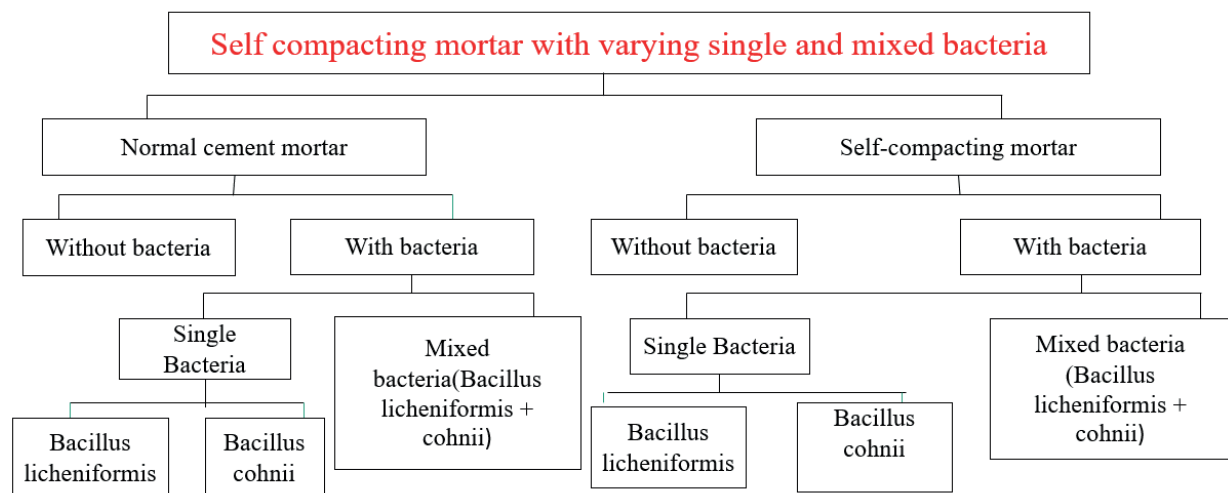 Self compacting mortar with varying single and mixed bacteria
Normal cement mortar
Self-compacting mortar
Without bacteria
With bacteria
Without bacteria
With bacteria
Single
Bacteria
Mixed
bacteria(Bacillus
licheniformis +
cohnii)
Single Bacteria
Mixed bacteria
(Bacillus
licheniformis +
cohnii)
Bacillus
licheniformis
Bacillus
cohnii
Bacillus
licheniformis
Bacillus
cohnii